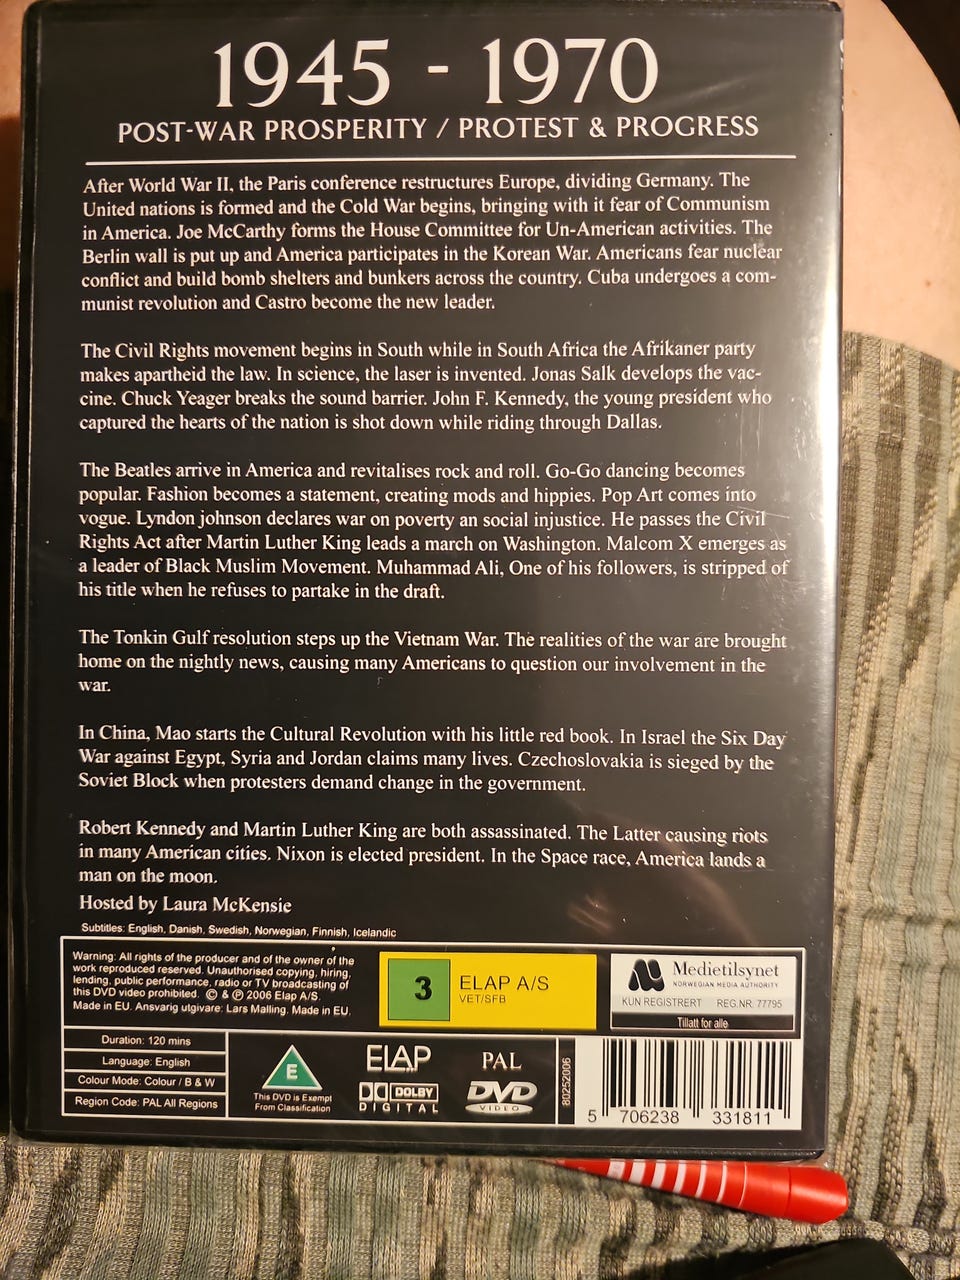 1945 - 1970
POST-WAR PROSPERITY / PROTEST & PROGRESS
After World War II, the Paris conference restructures Europe, dividing Germany. The
United nations is formed and the Cold War begins, bringing with it fear of Communism
in America. Joe McCarthy forms the House Committee for Un-American activities. The
Berlin wall is put up and America participates in the Korean War. Americans fear nuclear
conflict and build bomb shelters and bunkers across the country. Cuba undergoes a com-
munist revolution and Castro become the new leader.
The Civil Rights movement begins in South while in South Africa the Afrikaner party
makes apartheid the law. In science, the laser is invented. Jonas Salk develops the vac-
cine. Chuck Yeager breaks the sound barrier. John F. Kennedy, the young president who
captured the hearts of the nation is shot down while riding through Dallas.
The Beatles arrive in America and revitalises rock and roll. Go-Go dancing becomes
popular. Fashion becomes a statement, creating mods and hippies. Pop Art comes into
vogue. Lyndon johnson declares war on poverty an social injustice. He passes the Civil
Rights Act after Martin Luther King leads a march on Washington. Malcom X emerges as
a leader of Black Muslim Movement. Muhammad Ali, One of his followers, is stripped of
his title when he refuses to partake in the draft.
The Tonkin Gulf resolution steps up the Vietnam War. The realities of the war are brought
home on the nightly news, causing many Americans to question our involvement in the
war.
In China, Mao starts the Cultural Revolution with his little red book. In Israel the Six Day
War against Egypt, Syria and Jordan claims many lives. Czechoslovakia is sieged by the
Soviet Block when protesters demand change in the government.
Robert Kennedy and Martin Luther King are both assassinated. The Latter causing riots
in many American cities. Nixon is elected president. In the Space race, America lands a
man on the moon.
Hosted by Laura McKensie
Subtitles: English, Danish, Swedish, Norwegian, Finnish, Icelandic
Warning: All rights of the producer and of the owner of the
work reproduced reserved. Unauthorised copying, hiring,
lending, public performance, radio or TV broadcasting of
this DVD video prohibited. © & ℗ 2006 Elap A/S.
Made in EU. Ansvarig utgivare: Lars Malling. Made in EU.
3
ELAP A/S
VET/SFB
Medietilsynet
NORWEGIAN MEDIA AUTHORITY
KUN REGISTRERT REG.NR. 77795
Tillatt for alle
Duration: 120 mins
Language: English
Colour Mode: Colour / B & W
Region Code: PAL All Regions
E
This DVD is Exempt
From Classification
ELAP
DOLBY
DIGITAL
PAL
DVD
VIDEO
80252006
5 706238 331811